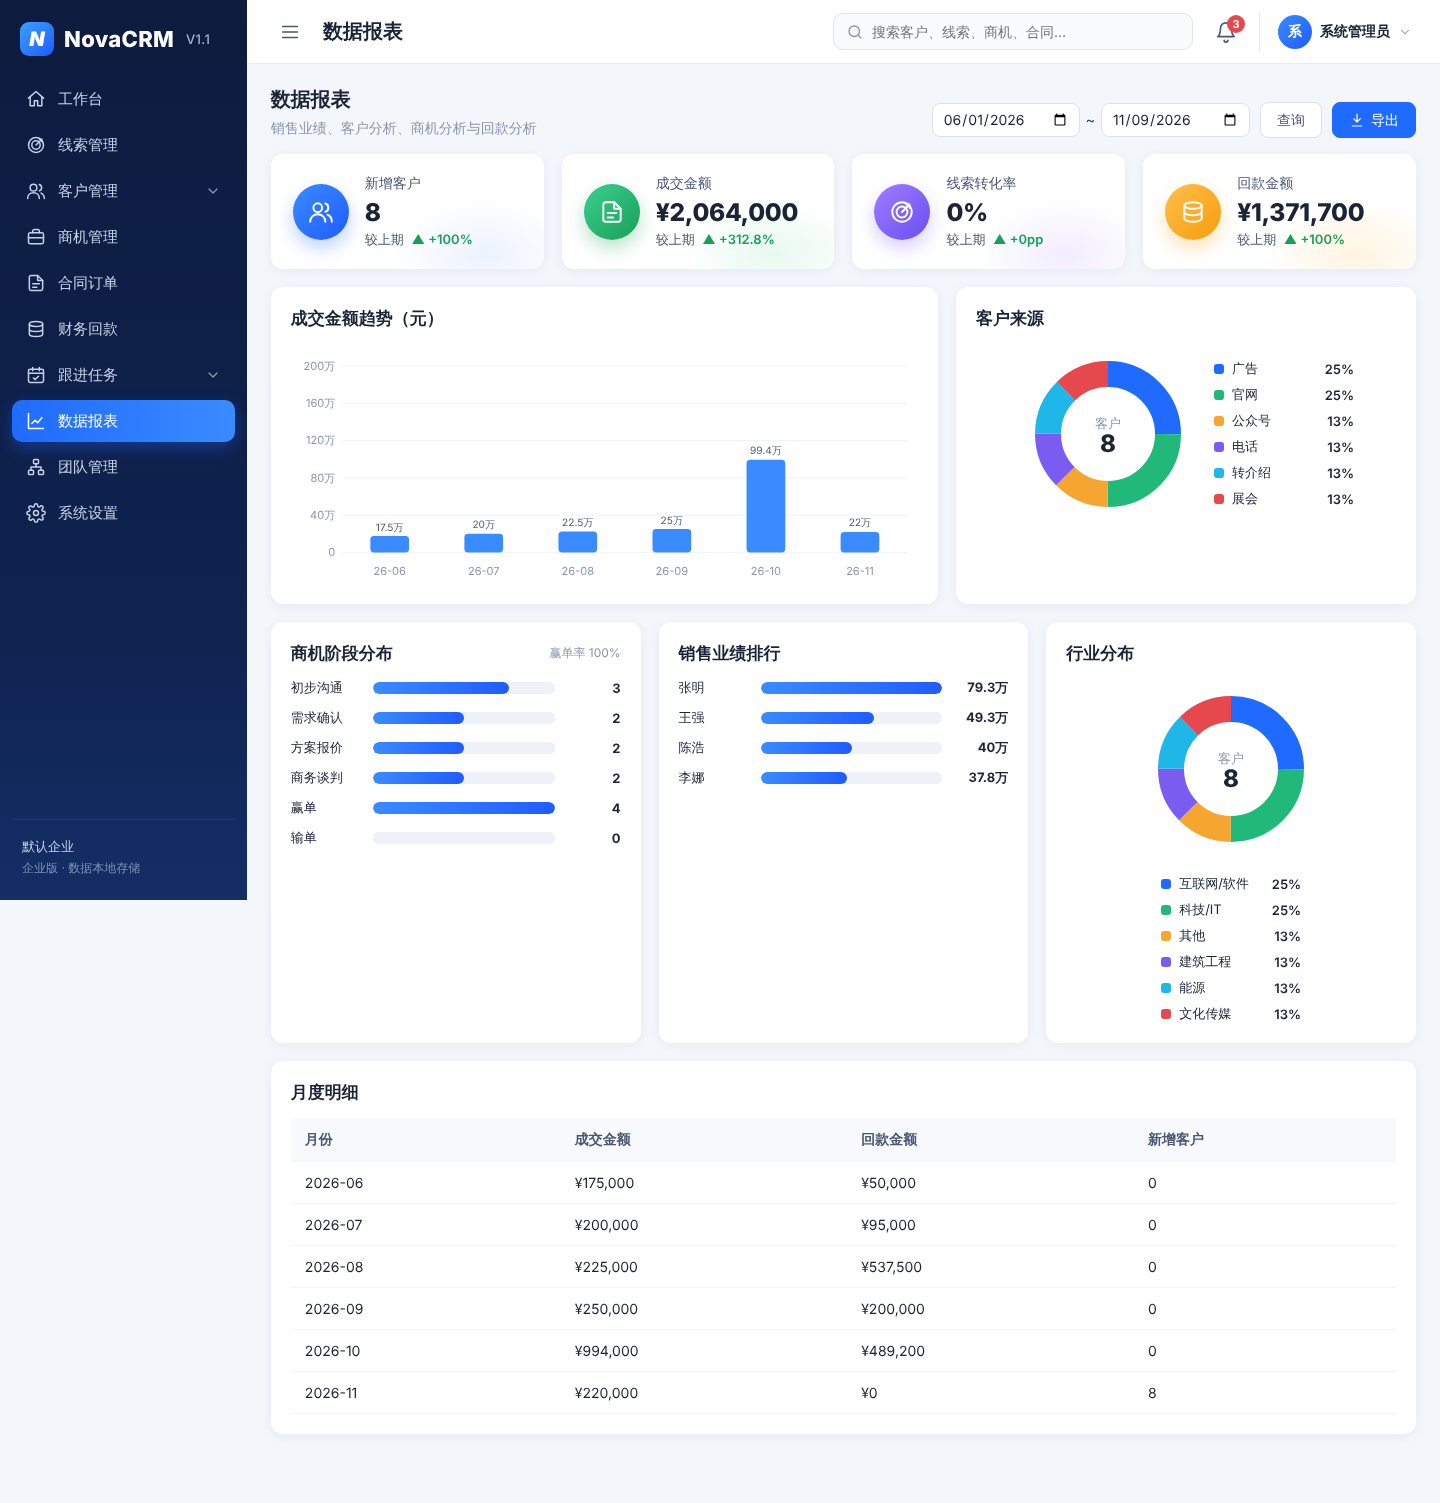 N NovaCRM V1.1
工作台
线索管理
客户管理
商机管理
合同订单
财务回款
跟进任务
数据报表
团队管理
系统设置
默认企业
企业版 · 数据本地存储
数据报表
搜索客户、线索、商机、合同...
3
系 系统管理员
数据报表
销售业绩、客户分析、商机分析与回款分析
06/01/2026 ~ 11/09/2026 查询 导出
新增客户
8
较上期 ▲ +100%
成交金额
¥2,064,000
较上期 ▲ +312.8%
线索转化率
0%
较上期 ▲ +0pp
回款金额
¥1,371,700
较上期 ▲ +100%
成交金额趋势（元）
200万
160万
120万
80万
40万
0
17.5万 20万 22.5万 25万 99.4万 22万
26-06 26-07 26-08 26-09 26-10 26-11
客户来源
客户
8
广告 25%
官网 25%
公众号 13%
电话 13%
转介绍 13%
展会 13%
商机阶段分布 赢单率 100%
初步沟通 3
需求确认 2
方案报价 2
商务谈判 2
赢单 4
输单 0
销售业绩排行
张明 79.3万
王强 49.3万
陈浩 40万
李娜 37.8万
行业分布
客户
8
互联网/软件 25%
科技/IT 25%
其他 13%
建筑工程 13%
能源 13%
文化传媒 13%
月度明细
月份 成交金额 回款金额 新增客户
2026-06 ¥175,000 ¥50,000 0
2026-07 ¥200,000 ¥95,000 0
2026-08 ¥225,000 ¥537,500 0
2026-09 ¥250,000 ¥200,000 0
2026-10 ¥994,000 ¥489,200 0
2026-11 ¥220,000 ¥0 8